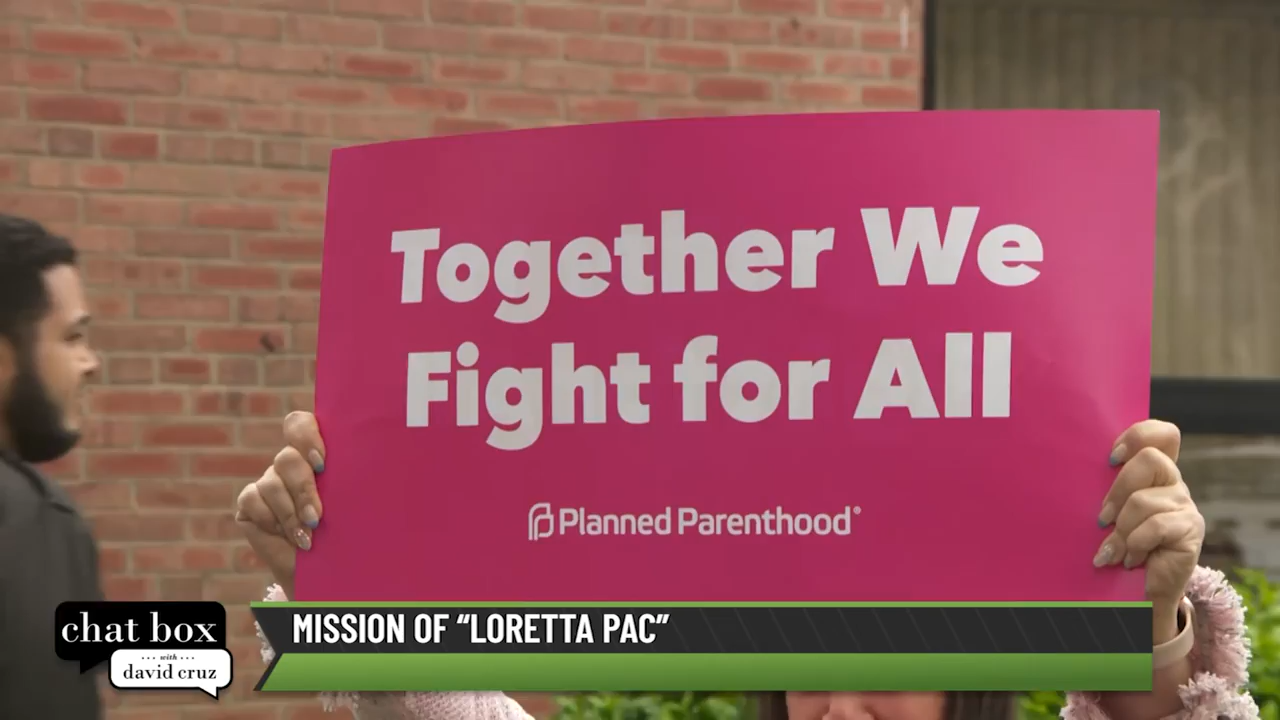 Together We
Fight for All
Planned Parenthood®
MISSION OF “LORETTA PAC”
chat box
with
david cruz